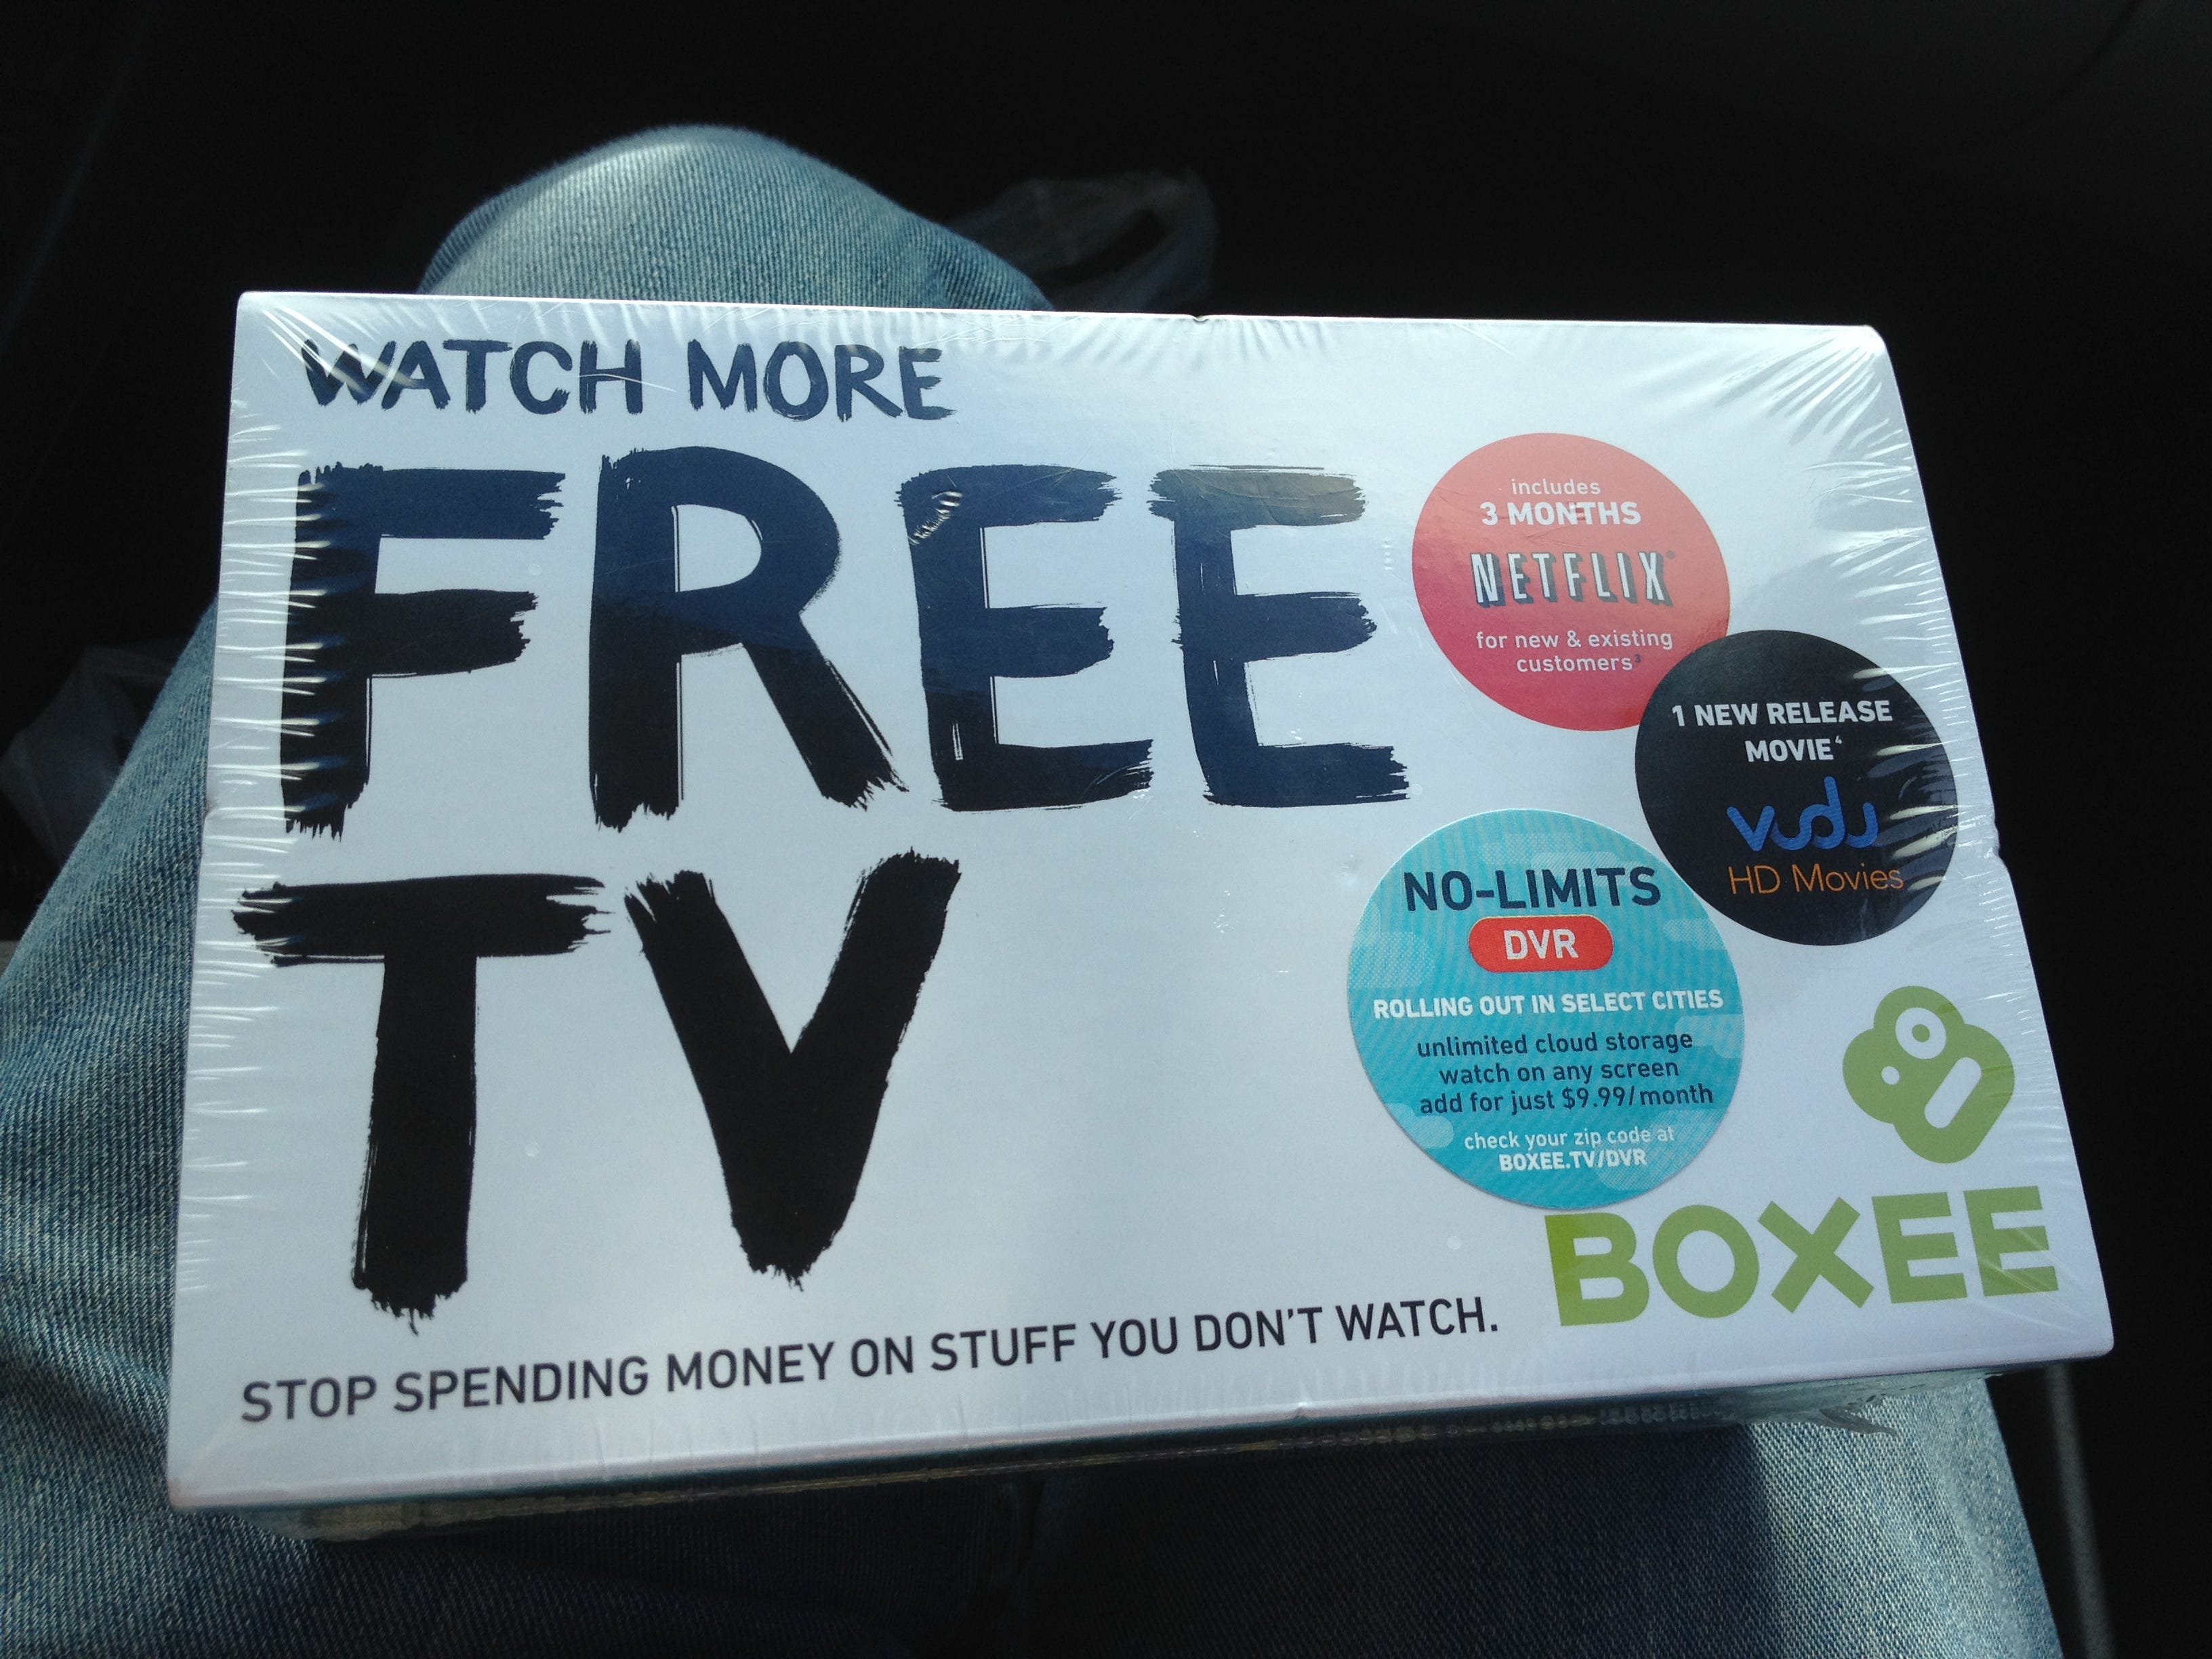 WATCH MORE
FREE
TV
includes
3 MONTHS
NETFLIX®
for new & existing
customers³
1 NEW RELEASE
MOVIE⁴
vudu
HD Movies
NO-LIMITS
DVR
ROLLING OUT IN SELECT CITIES
unlimited cloud storage
watch on any screen
add for just $9.99/month
check your zip code at
BOXEE.TV/DVR
BOXEE
STOP SPENDING MONEY ON STUFF YOU DON'T WATCH.